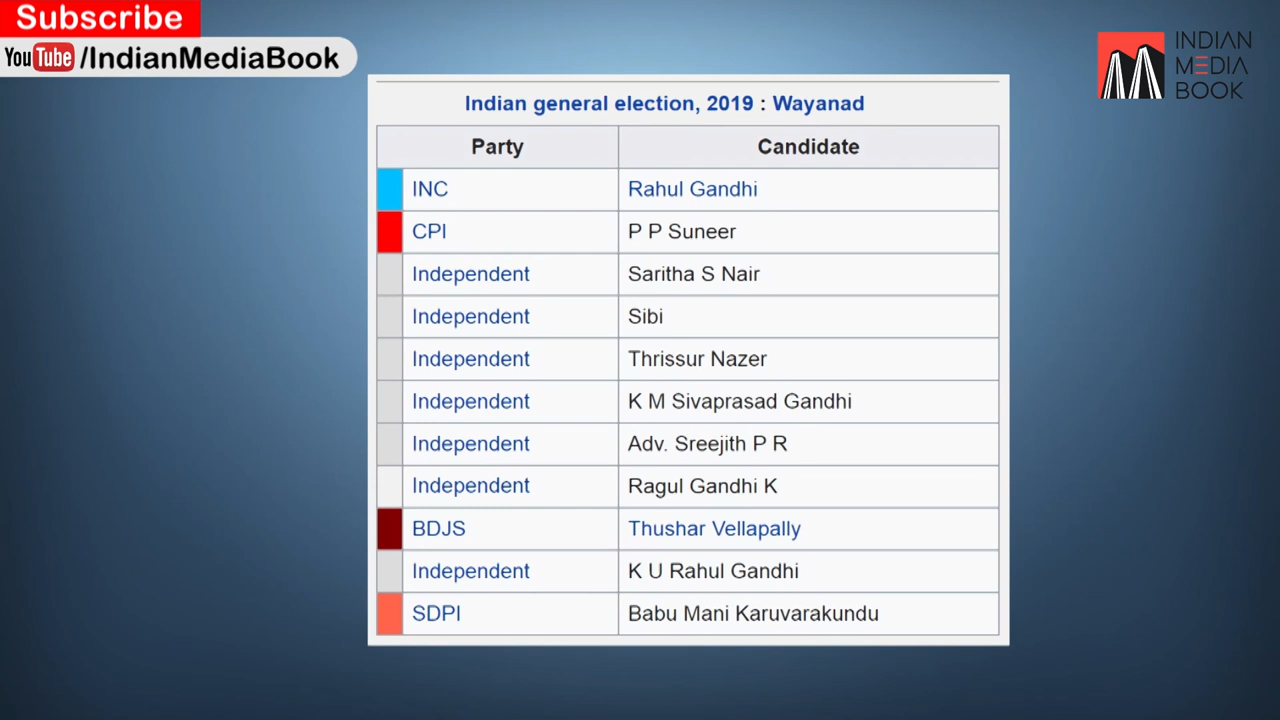 Subscribe
YouTube /IndianMediaBook
INDIAN
MEDIA
BOOK
Indian general election, 2019 : Wayanad
Party Candidate
INC Rahul Gandhi
CPI P P Suneer
Independent Saritha S Nair
Independent Sibi
Independent Thrissur Nazer
Independent K M Sivaprasad Gandhi
Independent Adv. Sreejith P R
Independent Ragul Gandhi K
BDJS Thushar Vellapally
Independent K U Rahul Gandhi
SDPI Babu Mani Karuvarakundu